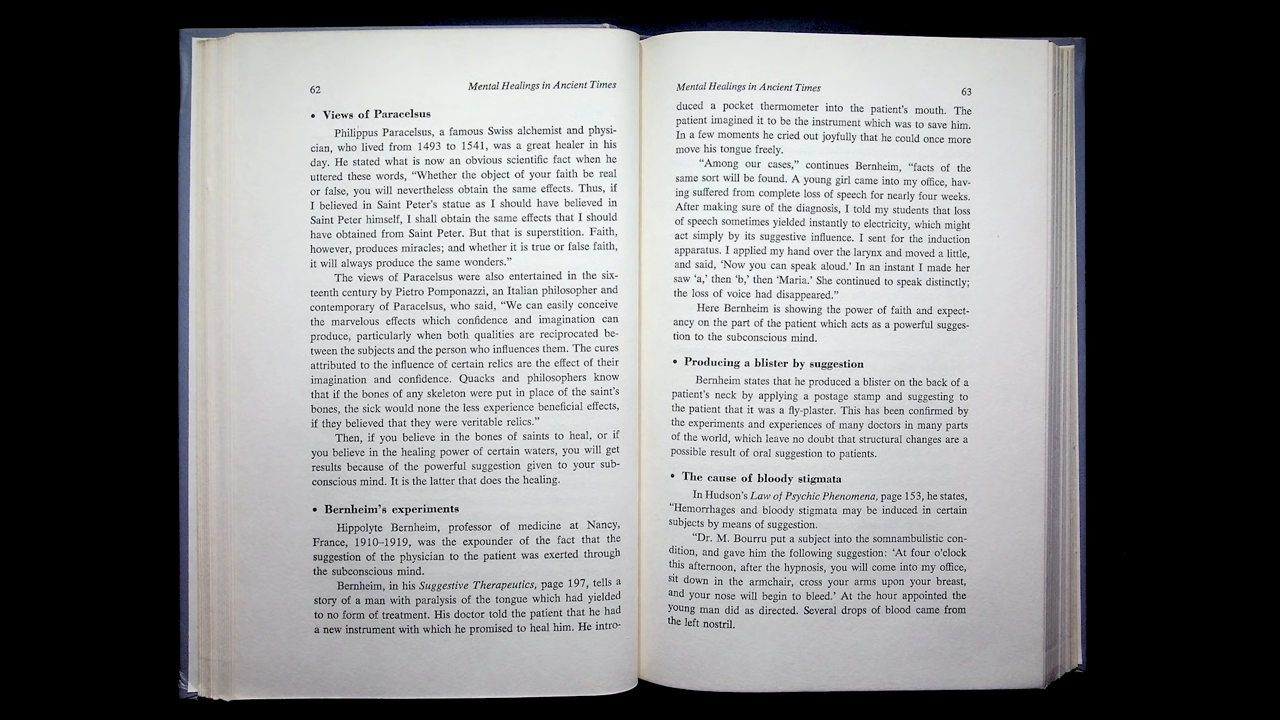 62
Mental Healings in Ancient Times
• Views of Paracelsus
Philippus Paracelsus, a famous Swiss alchemist and physi-
cian, who lived from 1493 to 1541, was a great healer in his
day. He stated what is now an obvious scientific fact when he
uttered these words, “Whether the object of your faith be real
or false, you will nevertheless obtain the same effects. Thus, if
I believed in Saint Peter’s statue as I should have believed in
Saint Peter himself, I shall obtain the same effects that I should
have obtained from Saint Peter. But that is superstition. Faith,
however, produces miracles; and whether it is true or false faith,
it will always produce the same wonders.”
The views of Paracelsus were also entertained in the six-
teenth century by Pietro Pomponazzi, an Italian philosopher and
contemporary of Paracelsus, who said, “We can easily conceive
the marvelous effects which confidence and imagination can
produce, particularly when both qualities are reciprocated be-
tween the subjects and the person who influences them. The cures
attributed to the influence of certain relics are the effect of their
imagination and confidence. Quacks and philosophers know
that if the bones of any skeleton were put in place of the saint’s
bones, the sick would none the less experience beneficial effects,
if they believed that they were veritable relics.”
Then, if you believe in the bones of saints to heal, or if
you believe in the healing power of certain waters, you will get
results because of the powerful suggestion given to your sub-
conscious mind. It is the latter that does the healing.
• Bernheim’s experiments
Hippolyte Bernheim, professor of medicine at Nancy,
France, 1910–1919, was the expounder of the fact that the
suggestion of the physician to the patient was exerted through
the subconscious mind.
Bernheim, in his Suggestive Therapeutics, page 197, tells a
story of a man with paralysis of the tongue which had yielded
to no form of treatment. His doctor told the patient that he had
a new instrument with which he promised to heal him. He intro-
Mental Healings in Ancient Times
63
duced a pocket thermometer into the patient’s mouth. The
patient imagined it to be the instrument which was to save him.
In a few moments he cried out joyfully that he could once more
move his tongue freely.
“Among our cases,” continues Bernheim, “facts of the
same sort will be found. A young girl came into my office, hav-
ing suffered from complete loss of speech for nearly four weeks.
After making sure of the diagnosis, I told my students that loss
of speech sometimes yielded instantly to electricity, which might
act simply by its suggestive influence. I sent for the induction
apparatus. I applied my hand over the larynx and moved a little,
and said, ‘Now you can speak aloud.’ In an instant I made her
saw ‘a,’ then ‘b,’ then ‘Maria.’ She continued to speak distinctly;
the loss of voice had disappeared.”
Here Bernheim is showing the power of faith and expect-
ancy on the part of the patient which acts as a powerful sugges-
tion to the subconscious mind.
• Producing a blister by suggestion
Bernheim states that he produced a blister on the back of a
patient’s neck by applying a postage stamp and suggesting to
the patient that it was a fly-plaster. This has been confirmed by
the experiments and experiences of many doctors in many parts
of the world, which leave no doubt that structural changes are a
possible result of oral suggestion to patients.
• The cause of bloody stigmata
In Hudson’s Law of Psychic Phenomena, page 153, he states,
“Hemorrhages and bloody stigmata may be induced in certain
subjects by means of suggestion.
“Dr. M. Bourru put a subject into the somnambulistic con-
dition, and gave him the following suggestion: ‘At four o’clock
this afternoon, after the hypnosis, you will come into my office,
sit down in the armchair, cross your arms upon your breast,
and your nose will begin to bleed.’ At the hour appointed the
young man did as directed. Several drops of blood came from
the left nostril.